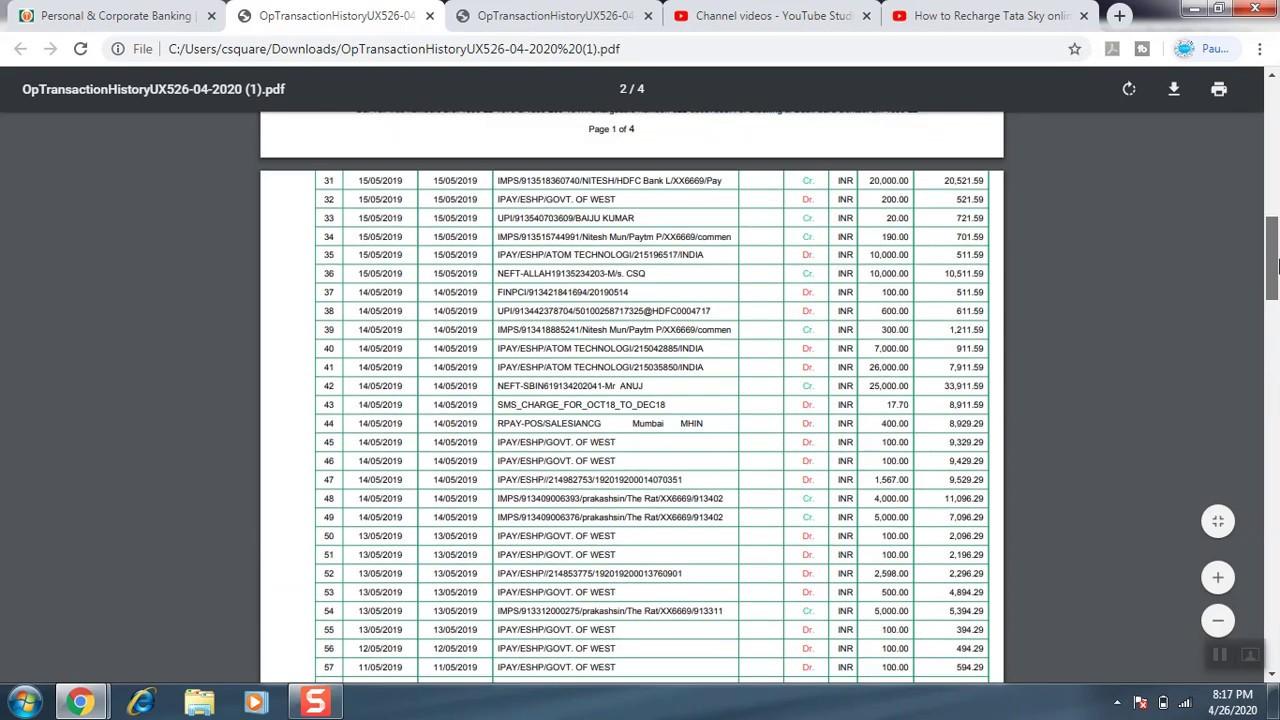 Personal & Corporate Banking |
OpTransactionHistoryUX526-04-
OpTransactionHistoryUX526-04-
Channel videos - YouTube Stud
How to Recharge Tata Sky onlin
File | C:/Users/csquare/Downloads/OpTransactionHistoryUX526-04-2020%20(1).pdf
Pau...
OpTransactionHistoryUX526-04-2020 (1).pdf 2 / 4
Page 1 of 4
31 15/05/2019 15/05/2019 IMPS/913518360740/NITESH/HDFC Bank L/XX6669/Pay Cr. INR 20,000.00 20,521.59
32 15/05/2019 15/05/2019 IPAY/ESHP/GOVT. OF WEST Dr. INR 200.00 521.59
33 15/05/2019 15/05/2019 UPI/913540703609/BAIJU KUMAR Cr. INR 20.00 721.59
34 15/05/2019 15/05/2019 IMPS/913515744991/Nitesh Mun/Paytm P/XX6669/commen Cr. INR 190.00 701.59
35 15/05/2019 15/05/2019 IPAY/ESHP/ATOM TECHNOLOGI/215196517/INDIA Dr. INR 10,000.00 511.59
36 15/05/2019 15/05/2019 NEFT-ALLAH19135234203-M/s. CSQ Cr. INR 10,000.00 10,511.59
37 14/05/2019 14/05/2019 FINPCI/913421841694/20190514 Dr. INR 100.00 511.59
38 14/05/2019 14/05/2019 UPI/913442378704/50100258717325@HDFC0004717 Dr. INR 600.00 611.59
39 14/05/2019 14/05/2019 IMPS/913418885241/Nitesh Mun/Paytm P/XX6669/commen Cr. INR 300.00 1,211.59
40 14/05/2019 14/05/2019 IPAY/ESHP/ATOM TECHNOLOGI/215042885/INDIA Dr. INR 7,000.00 911.59
41 14/05/2019 14/05/2019 IPAY/ESHP/ATOM TECHNOLOGI/215035850/INDIA Dr. INR 26,000.00 7,911.59
42 14/05/2019 14/05/2019 NEFT-SBIN619134202041-Mr ANUJ Cr. INR 25,000.00 33,911.59
43 14/05/2019 14/05/2019 SMS_CHARGE_FOR_OCT18_TO_DEC18 Dr. INR 17.70 8,911.59
44 14/05/2019 14/05/2019 RPAY-POS/SALESIANCG Mumbai MHIN Dr. INR 400.00 8,929.29
45 14/05/2019 14/05/2019 IPAY/ESHP/GOVT. OF WEST Dr. INR 100.00 9,329.29
46 14/05/2019 14/05/2019 IPAY/ESHP/GOVT. OF WEST Dr. INR 100.00 9,429.29
47 14/05/2019 14/05/2019 IPAY/ESHP//214982753/192019200014070351 Dr. INR 1,567.00 9,529.29
48 14/05/2019 14/05/2019 IMPS/913409006393/prakashsin/The Rat/XX6669/913402 Cr. INR 4,000.00 11,096.29
49 14/05/2019 14/05/2019 IMPS/913409006376/prakashsin/The Rat/XX6669/913402 Cr. INR 5,000.00 7,096.29
50 13/05/2019 13/05/2019 IPAY/ESHP/GOVT. OF WEST Dr. INR 100.00 2,096.29
51 13/05/2019 13/05/2019 IPAY/ESHP/GOVT. OF WEST Dr. INR 100.00 2,196.29
52 13/05/2019 13/05/2019 IPAY/ESHP//214853775/192019200013760901 Dr. INR 2,598.00 2,296.29
53 13/05/2019 13/05/2019 IPAY/ESHP/GOVT. OF WEST Dr. INR 500.00 4,894.29
54 13/05/2019 13/05/2019 IMPS/913312000275/prakashsin/The Rat/XX6669/913311 Cr. INR 5,000.00 5,394.29
55 13/05/2019 13/05/2019 IPAY/ESHP/GOVT. OF WEST Dr. INR 100.00 394.29
56 12/05/2019 12/05/2019 IPAY/ESHP/GOVT. OF WEST Dr. INR 100.00 494.29
57 11/05/2019 11/05/2019 IPAY/ESHP/GOVT. OF WEST Dr. INR 100.00 594.29
8:17 PM
4/26/2020